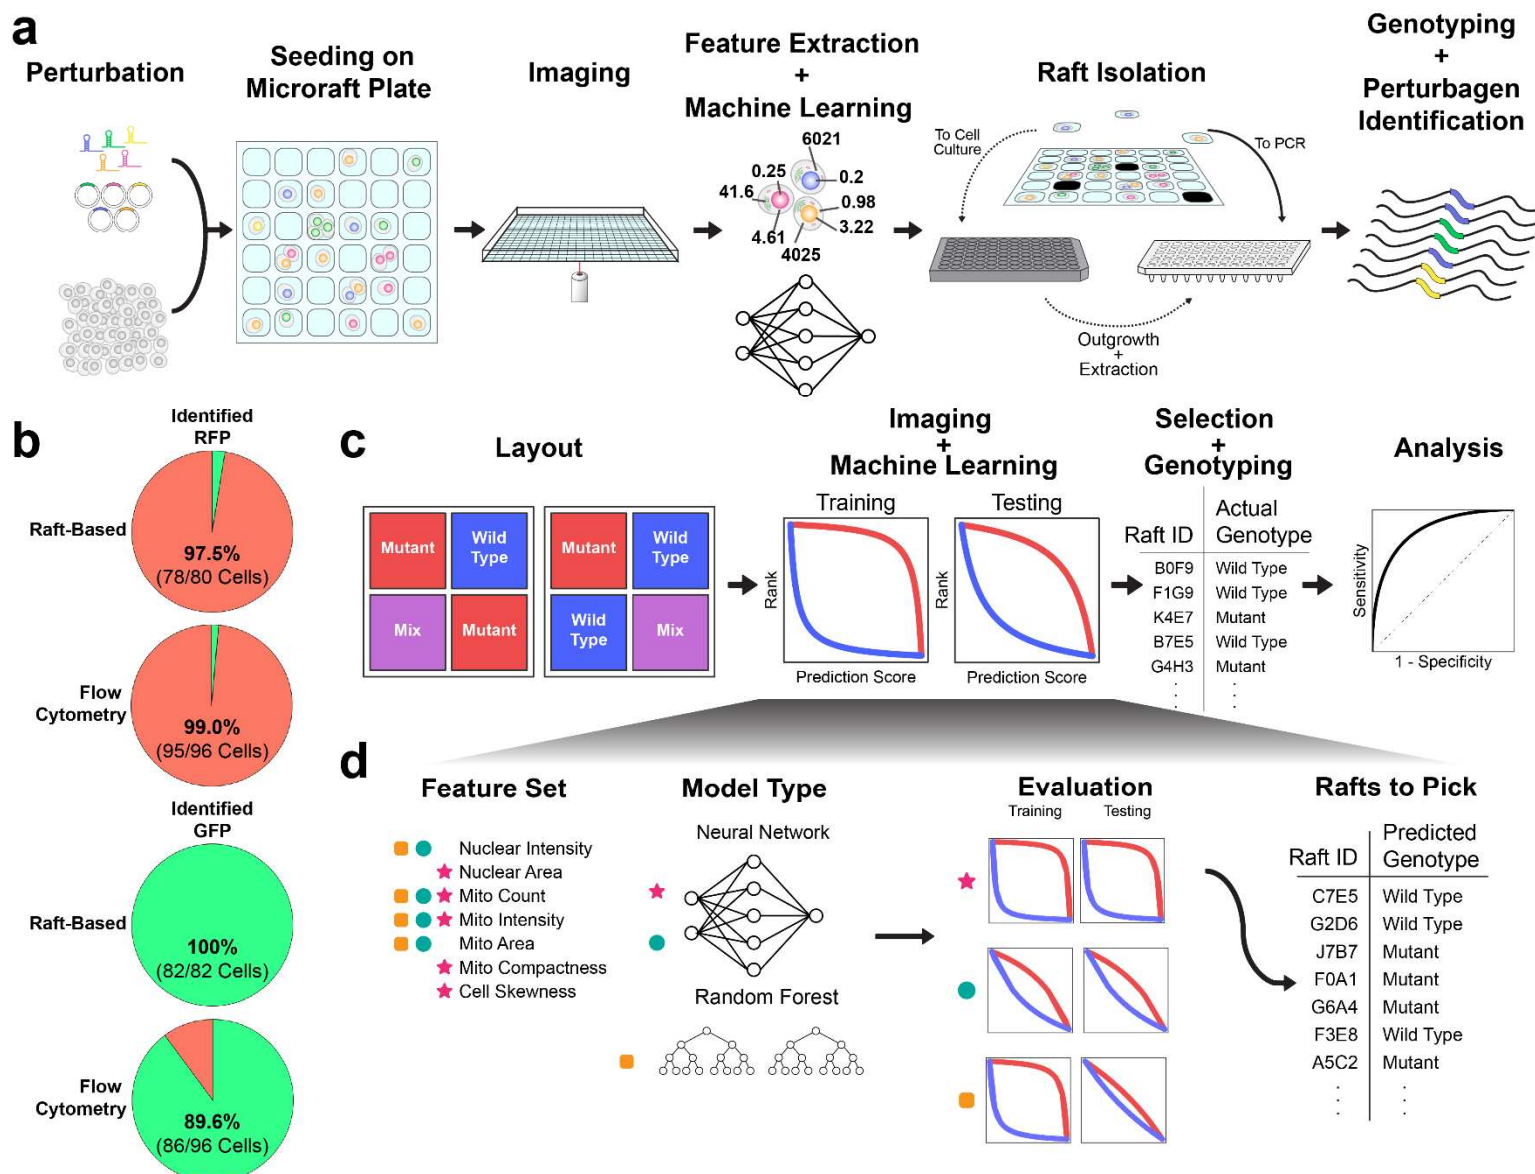 a
Perturbation
Seeding on
Microraft Plate
Imaging
Feature Extraction
+
Machine Learning
Raft Isolation
Genotyping
+
Perturbagen
Identification
6021
0.25
0.2
41.6
0.98
3.22
4.61
4025
To Cell
Culture
To PCR
Outgrowth
+
Extraction
b
Identified
RFP
Raft-Based
97.5%
(78/80 Cells)
Flow
Cytometry
99.0%
(95/96 Cells)
Identified
GFP
Raft-Based
100%
(82/82 Cells)
Flow
Cytometry
89.6%
(86/96 Cells)
c
Layout
Mutant
Wild
Type
Mix
Mutant
Mutant
Wild
Type
Wild
Type
Mix
Imaging
+
Machine Learning
Training
Testing
Rank
Prediction Score
Rank
Prediction Score
Selection
+
Genotyping
Raft ID
Actual
Genotype
B0F9 Wild Type
F1G9 Wild Type
K4E7 Mutant
B7E5 Wild Type
G4H3 Mutant
Analysis
Sensitivity
1 - Specificity
d
Feature Set
Nuclear Intensity
Nuclear Area
Mito Count
Mito Intensity
Mito Area
Mito Compactness
Cell Skewness
Model Type
Neural Network
Random Forest
Evaluation
Training
Testing
Rafts to Pick
Raft ID
Predicted
Genotype
C7E5 Wild Type
G2D6 Wild Type
J7B7 Mutant
F0A1 Mutant
G6A4 Mutant
F3E8 Wild Type
A5C2 Mutant